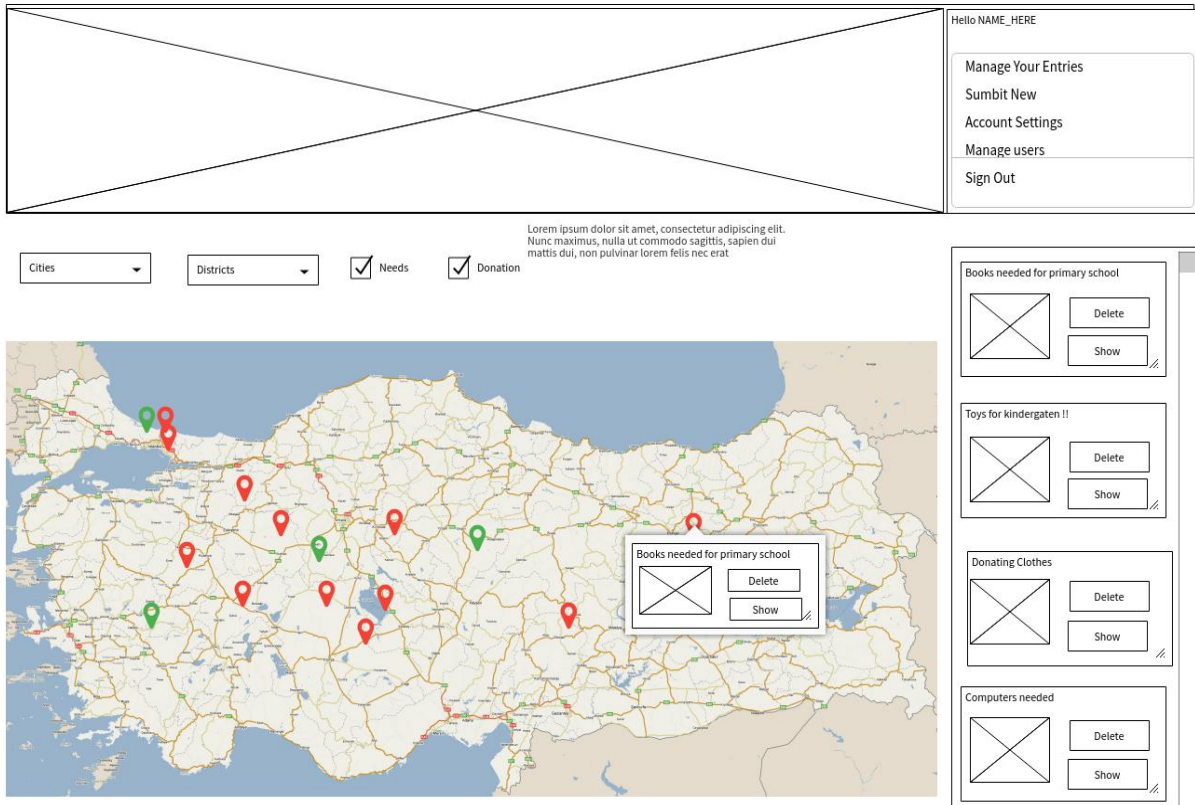 Hello NAME_HERE
Manage Your Entries
Sumbit New
Account Settings
Manage users
Sign Out
Lorem ipsum dolor sit amet, consectetur adipiscing elit.
Nunc maximus, nulla ut commodo sagittis, sapien dui
mattis dui, non pulvinar lorem felis nec erat
Cities
Districts
Needs
Donation
Books needed for primary school
Delete
Show
Books needed for primary school
Delete
Show
Toys for kindergaten !!
Delete
Show
Donating Clothes
Delete
Show
Computers needed
Delete
Show